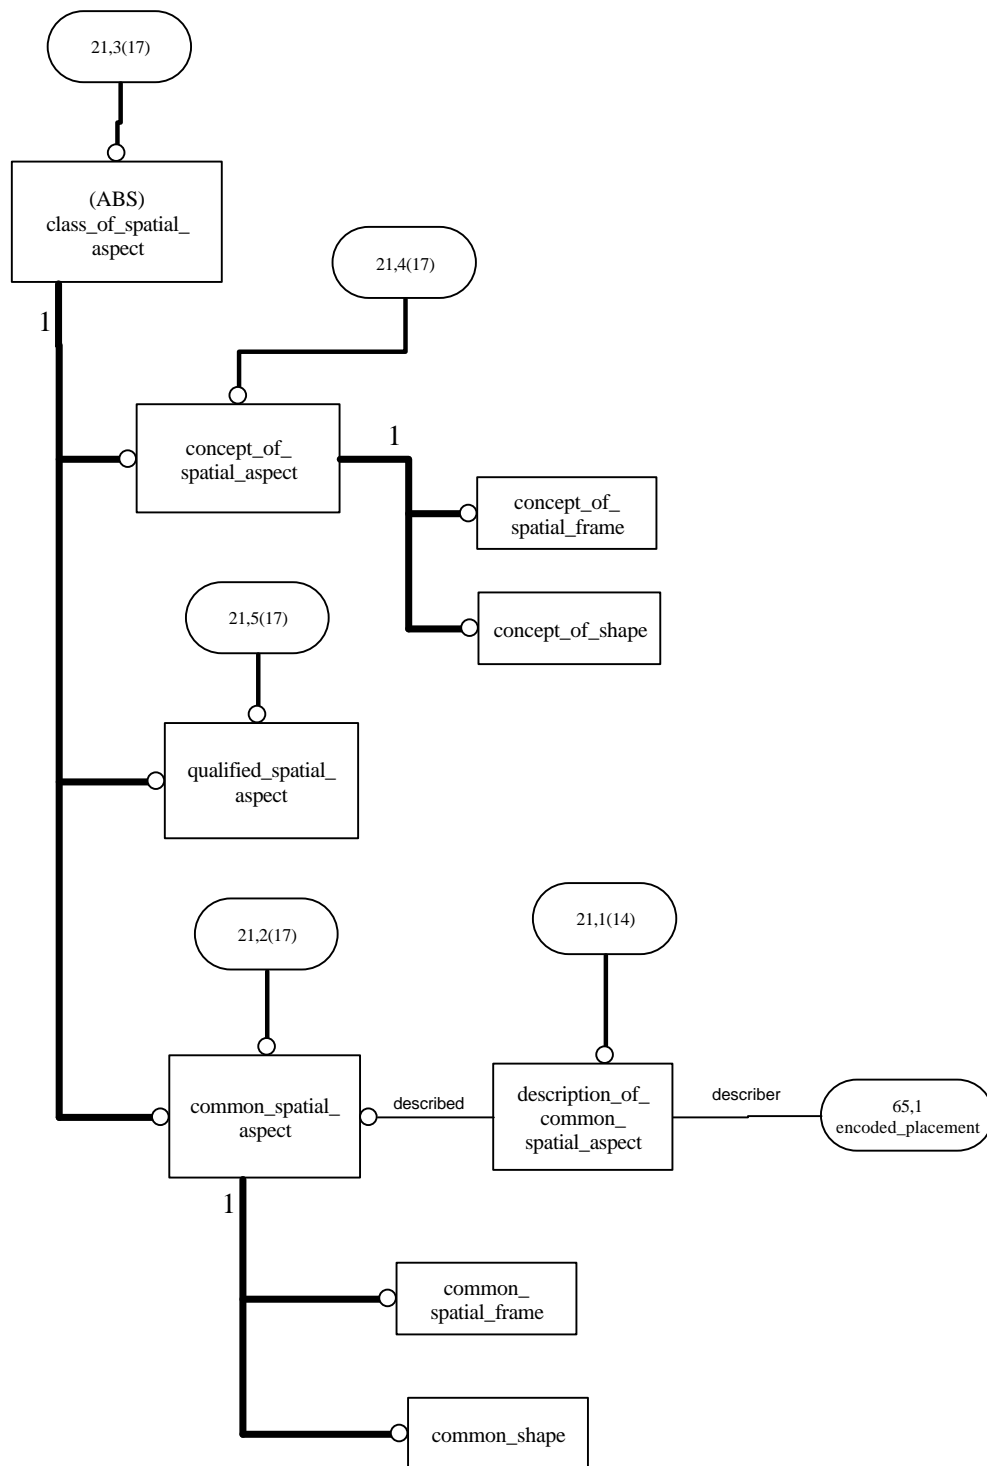 21,3(17)
(ABS)
class_of_spatial_
aspect
1
21,4(17)
concept_of_
spatial_aspect
1
concept_of_
spatial_frame
concept_of_shape
21,5(17)
qualified_spatial_
aspect
21,2(17)
21,1(14)
common_spatial_
aspect
described
description_of_
common_
spatial_aspect
describer
65,1
encoded_placement
1
common_
spatial_frame
common_shape